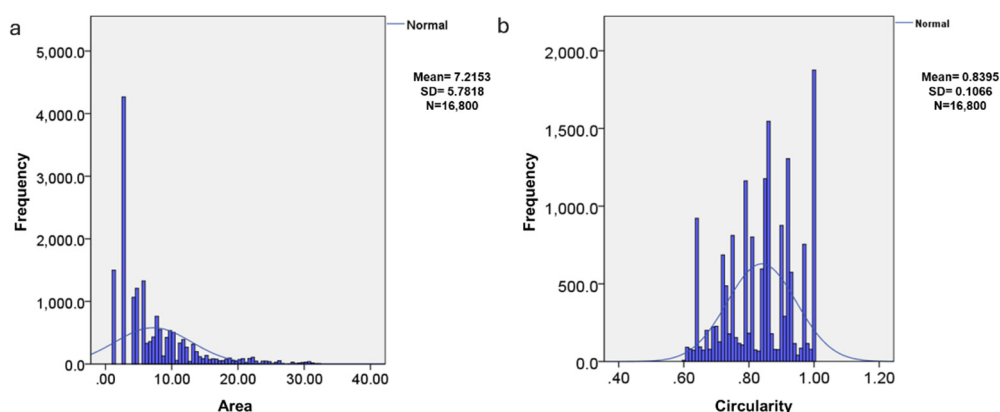 a
Normal
Mean= 7.2153
SD= 5.7818
N=16,800
Frequency
5,000.0
4,000.0
3,000.0
2,000.0
1,000.0
0.0
.00 10.00 20.00 30.00 40.00
Area
b
Normal
Mean= 0.8395
SD= 0.1066
N=16,800
Frequency
2,000.0
1,500.0
1,000.0
500.0
0.0
.40 .60 .80 1.00 1.20
Circularity